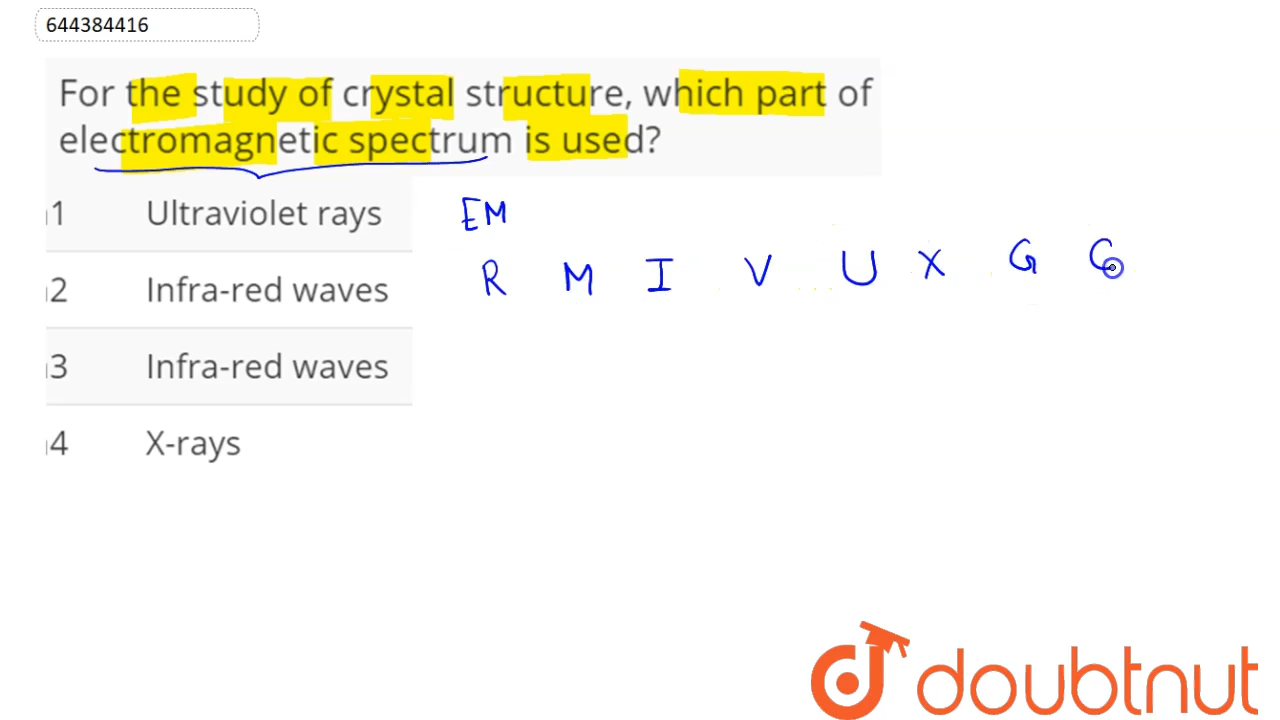 644384416
For the study of crystal structure, which part of
electromagnetic spectrum is used?
1 Ultraviolet rays
2 Infra-red waves
3 Infra-red waves
4 X-rays
EM
R M I V U X G C
doubtnut